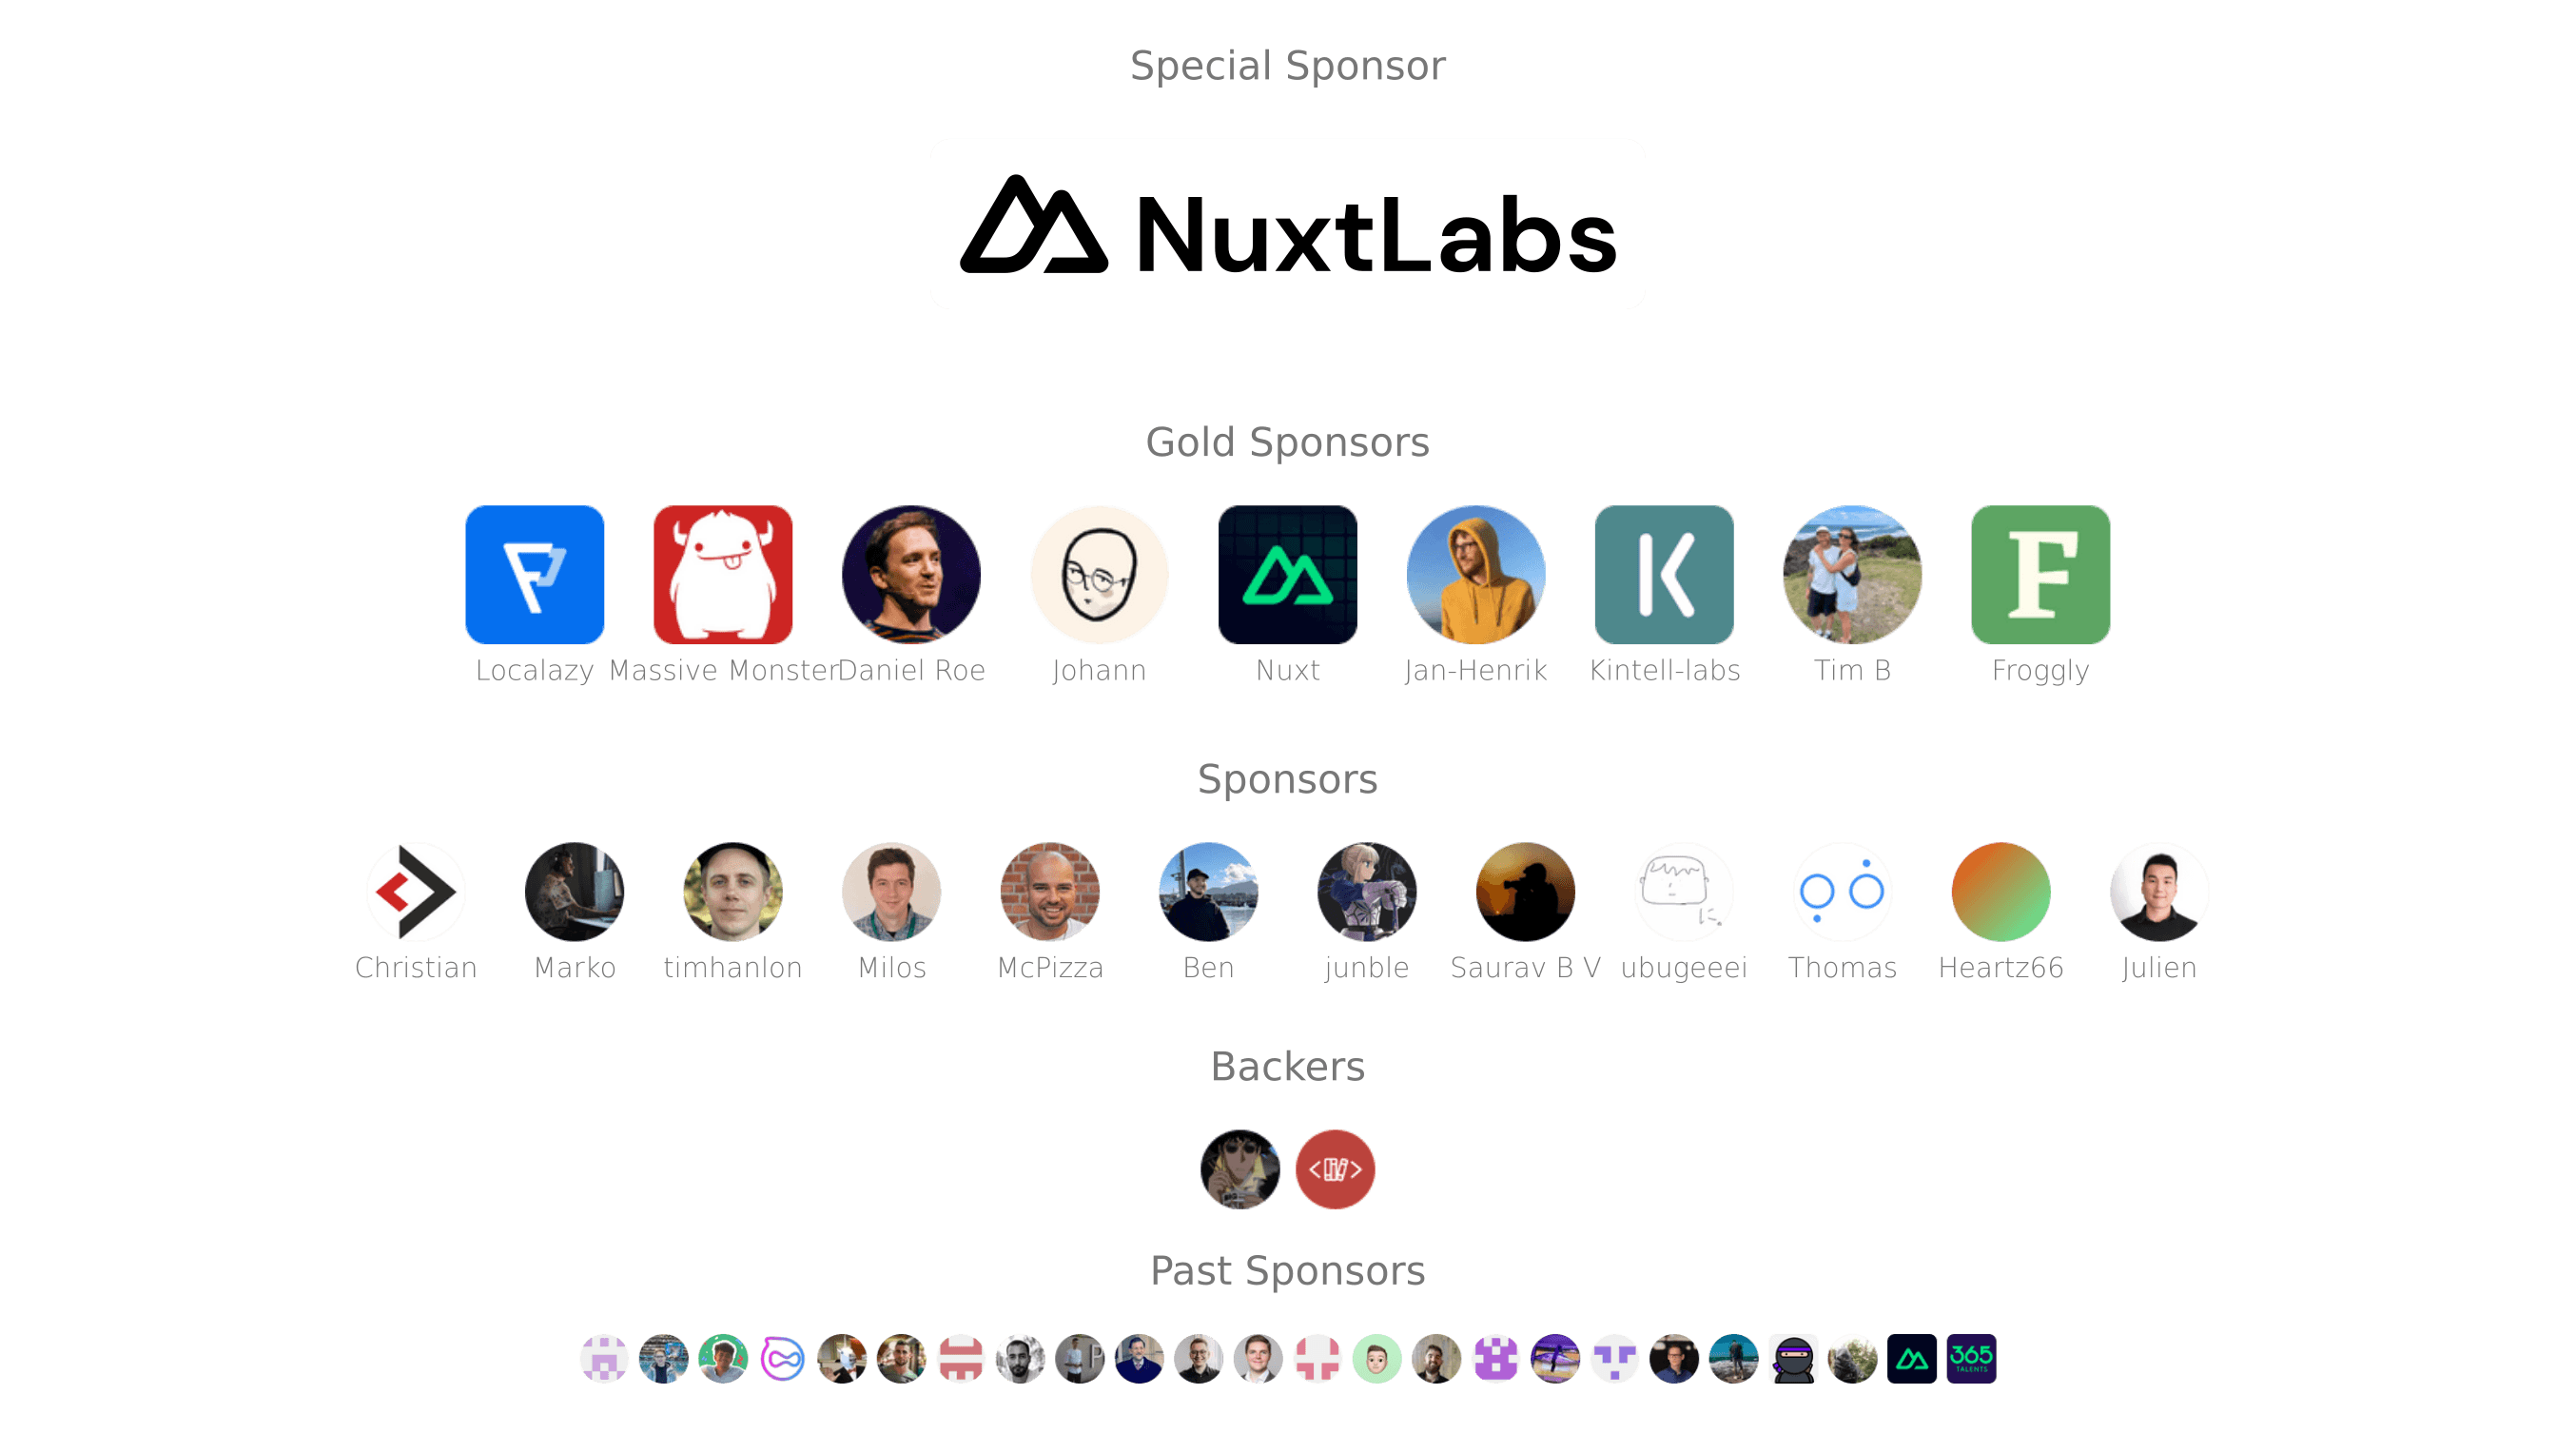 Special Sponsor
NuxtLabs
Gold Sponsors
Localazy Massive Monster Daniel Roe Johann Nuxt Jan-Henrik Kintell-labs Tim B Froggly
Sponsors
Christian Marko timhanlon Milos McPizza Ben junble Saurav B V ubugeeei Thomas Heartz66 Julien
Backers
Past Sponsors
365
TALENTS